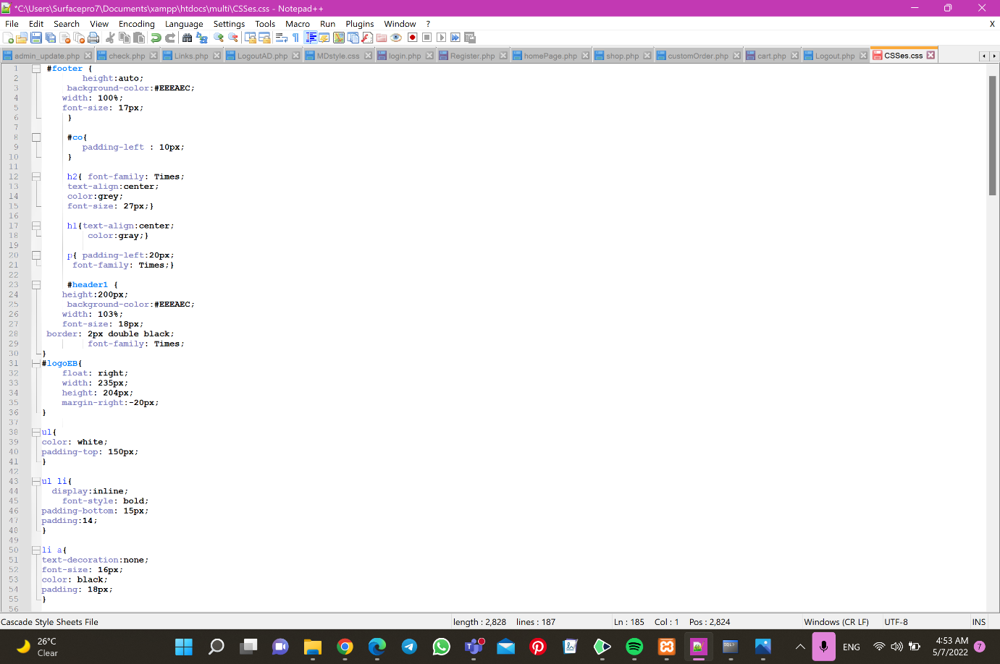 *C:\Users\Surfacepro7\Documents\xampp\htdocs\multi\CSSes.css - Notepad++
File Edit Search View Encoding Language Settings Tools Macro Run Plugins Window ? X
admin_update.php check.php Links.php LogoutAD.php MDstyle.css login.php Register.php homePage.php shop.php customOrder.php cart.php Logout.php CSSes.css
1 #footer {
2 height:auto;
3 background-color:#EEEAEC;
4 width: 100%;
5 font-size: 17px;
6 }
7
8 #co{
9 padding-left : 10px;
10 }
11
12 h2{ font-family: Times;
13 text-align:center;
14 color:grey;
15 font-size: 27px;}
16
17 h1{text-align:center;
18 color:gray;}
19
20 p{ padding-left:20px;
21 font-family: Times;}
22
23 #header1 {
24 height:200px;
25 background-color:#EEEAEC;
26 width: 103%;
27 font-size: 18px;
28 border: 2px double black;
29 font-family: Times;
30 }
31 #logoEB{
32 float: right;
33 width: 235px;
34 height: 204px;
35 margin-right:-20px;
36 }
37
38 ul{
39 color: white;
40 padding-top: 150px;
41 }
42
43 ul li{
44 display:inline;
45 font-style: bold;
46 padding-bottom: 15px;
47 padding:14;
48 }
49
50 li a{
51 text-decoration:none;
52 font-size: 16px;
53 color: black;
54 padding: 18px;
55 }
56
Cascade Style Sheets File length : 2,828 lines : 187 Ln : 185 Col : 1 Pos : 2,824 Windows (CR LF) UTF-8 INS
26°C
Clear
ENG
4:53 AM
5/7/2022
7